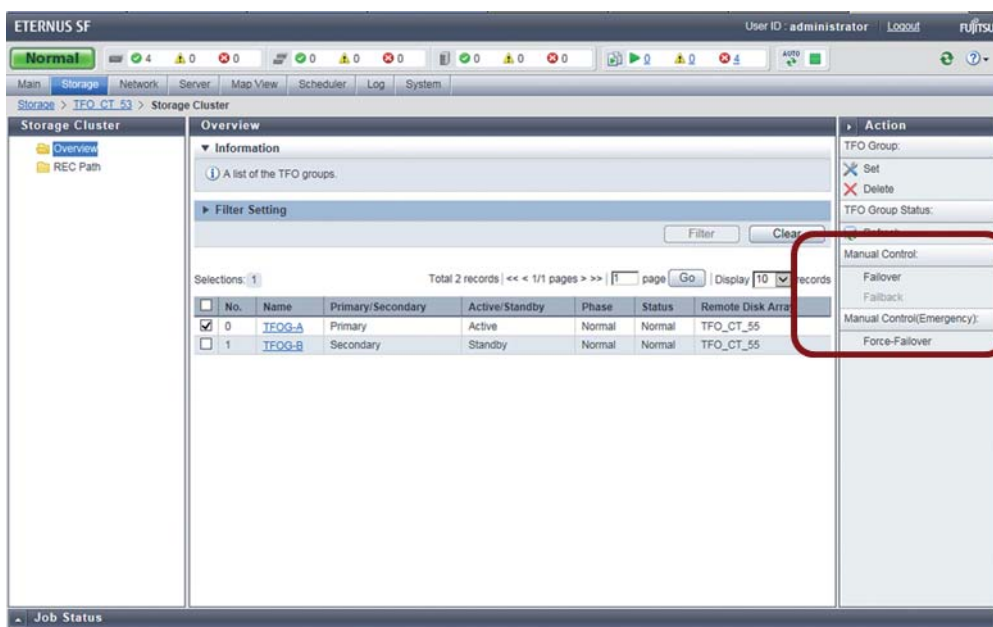 ETERNUS SF User ID : administrator Logout FUJITSU
Normal 4 0 0 0 0 0 0 0 0 0 0 4 AUTO
Main Storage Network Server Map View Scheduler Log System
Storage > TFO_CT_53 > Storage Cluster
Storage Cluster
Overview
REC Path
Overview
Information
A list of the TFO groups.
Filter Setting
Filter Clear
Selections: 1 Total 2 records << < 1/1 pages > >> 1 page Go Display 10 records
No. Name Primary/Secondary Active/Standby Phase Status Remote Disk Array
0 TFOG-A Primary Active Normal Normal TFO_CT_55
1 TFOG-B Secondary Standby Normal Normal TFO_CT_55
Action
TFO Group:
Set
Delete
TFO Group Status:
Refresh
Manual Control:
Failover
Failback
Manual Control(Emergency):
Force-Failover
Job Status